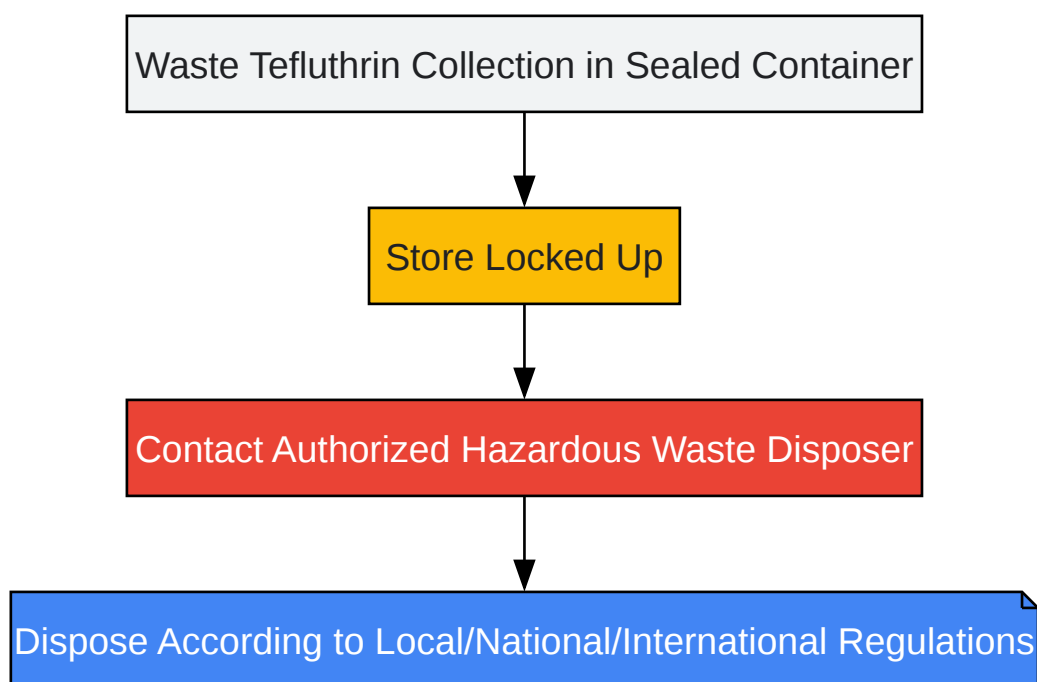 Waste Tefluthrin Collection in Sealed Container
Store Locked Up
Contact Authorized Hazardous Waste Disposer
Dispose According to Local/National/International Regulations